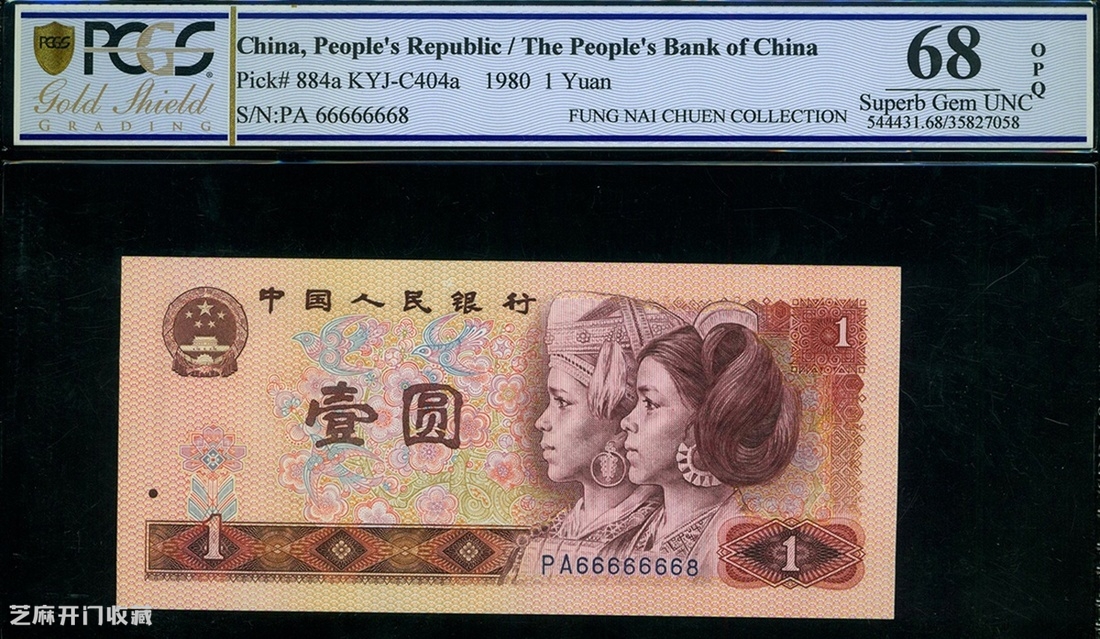 PCGS
PCGS
Gold Shield
GRADING
China, People's Republic / The People's Bank of China
Pick# 884a KYJ-C404a 1980 1 Yuan
S/N:PA 66666668
FUNG NAI CHUEN COLLECTION
68
OPQ
Superb Gem UNC
544431.68/35827058
中国人民银行
1
壹圆
1
1
PA66666668
芝麻开门收藏